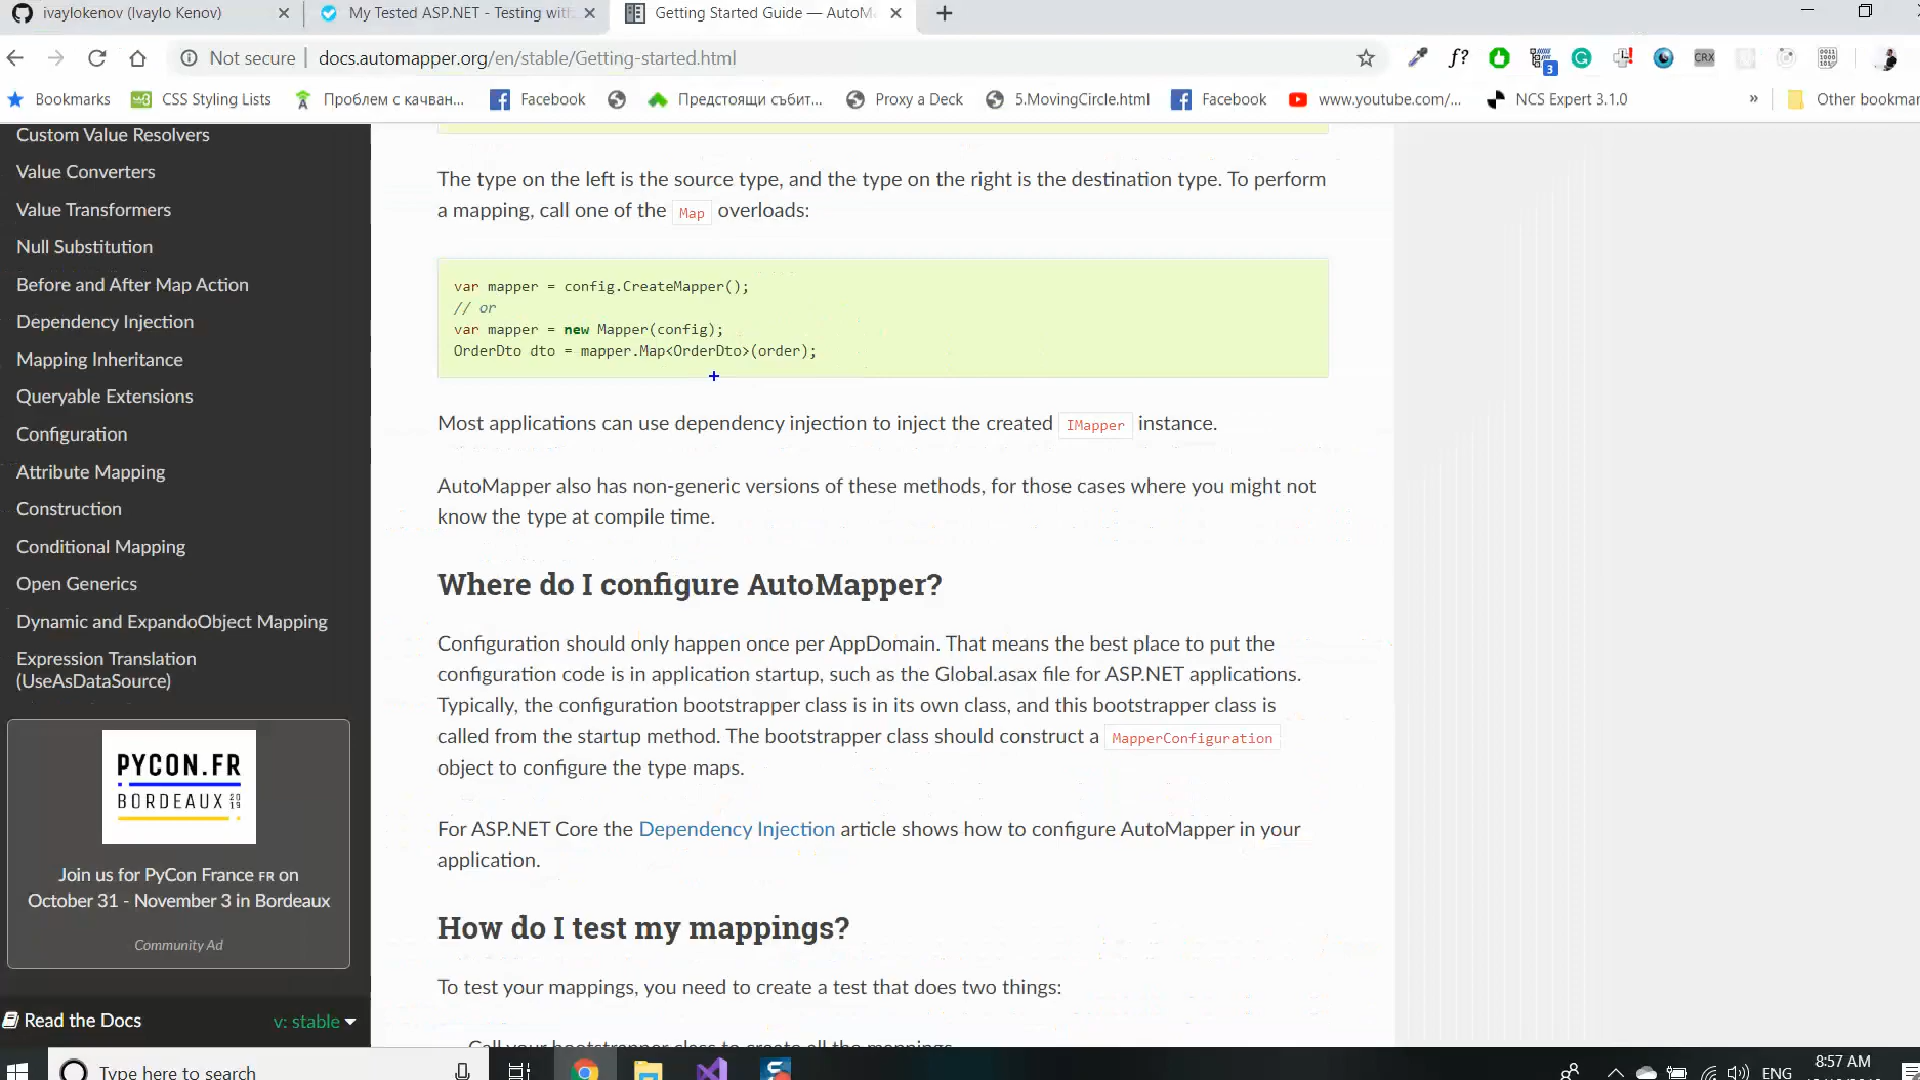 ivaylokenov (Ivaylo Kenov)
My Tested ASP.NET - Testing with
Getting Started Guide — AutoM
Not secure
docs.automapper.org/en/stable/Getting-started.html
f?
3
CRX
Bookmarks
CSS Styling Lists
Проблем с качван...
Facebook
Предстоящи събит...
Proxy a Deck
5.MovingCircle.html
Facebook
www.youtube.com/...
NCS Expert 3.1.0
»
Other bookmar
Custom Value Resolvers
Value Converters
Value Transformers
Null Substitution
Before and After Map Action
Dependency Injection
Mapping Inheritance
Queryable Extensions
Configuration
Attribute Mapping
Construction
Conditional Mapping
Open Generics
Dynamic and ExpandoObject Mapping
Expression Translation
(UseAsDataSource)
PYCON.FR
BORDEAUX 2019
Join us for PyCon France FR on
October 31 - November 3 in Bordeaux
Community Ad
Read the Docs
v: stable
The type on the left is the source type, and the type on the right is the destination type. To perform
a mapping, call one of the Map overloads:
var mapper = config.CreateMapper();
// or
var mapper = new Mapper(config);
OrderDto dto = mapper.Map<OrderDto>(order);
Most applications can use dependency injection to inject the created IMapper instance.
AutoMapper also has non-generic versions of these methods, for those cases where you might not
know the type at compile time.
Where do I configure AutoMapper?
Configuration should only happen once per AppDomain. That means the best place to put the
configuration code is in application startup, such as the Global.asax file for ASP.NET applications.
Typically, the configuration bootstrapper class is in its own class, and this bootstrapper class is
called from the startup method. The bootstrapper class should construct a MapperConfiguration
object to configure the type maps.
For ASP.NET Core the Dependency Injection article shows how to configure AutoMapper in your
application.
How do I test my mappings?
To test your mappings, you need to create a test that does two things:
Call your bootstrapper class to create all the mappings
Type here to search
ENG
8:57 AM